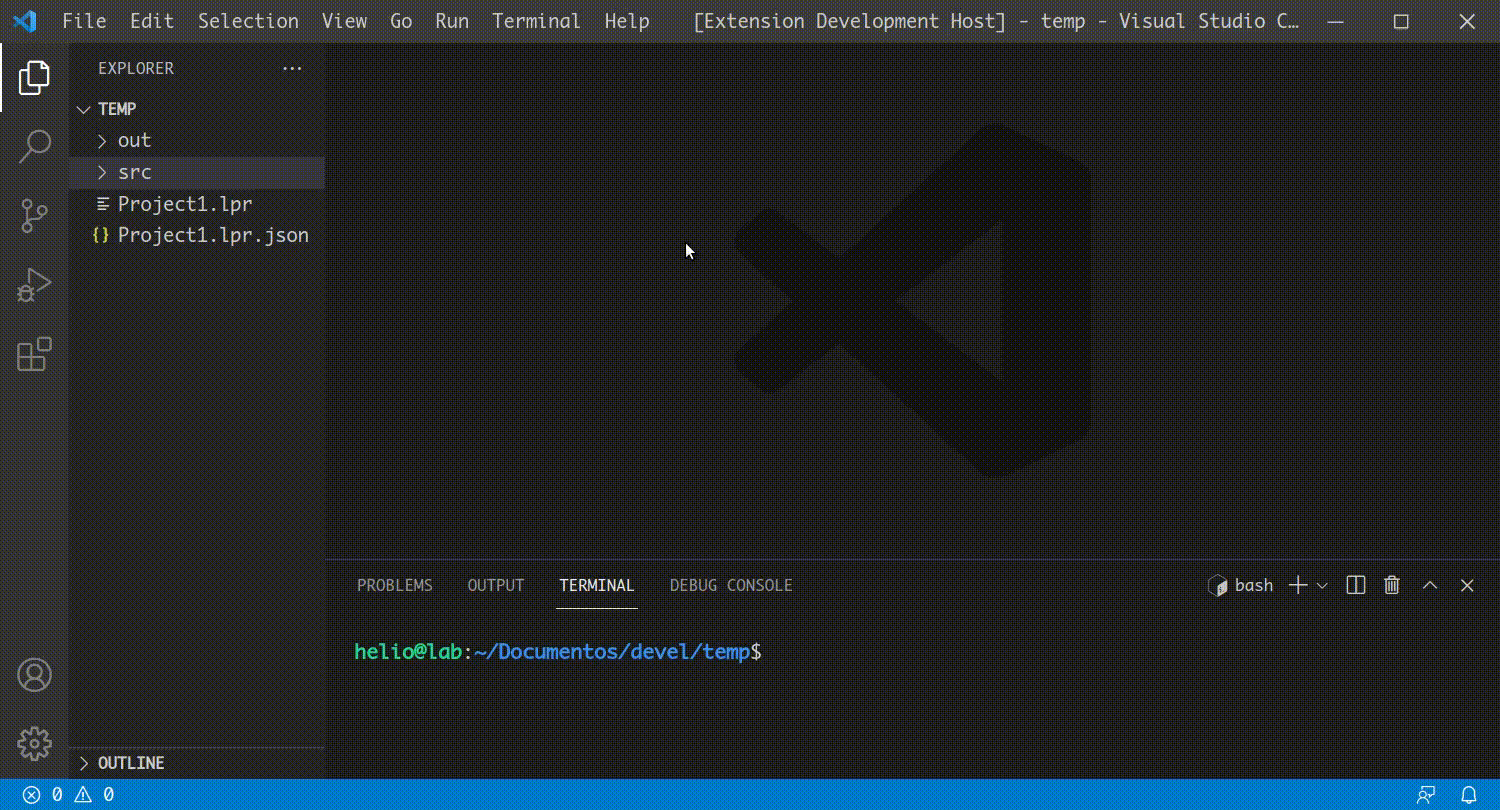 File Edit Selection View Go Run Terminal Help [Extension Development Host] - temp - Visual Studio C…
EXPLORER
TEMP
out
src
Project1.lpr
{} Project1.lpr.json
PROBLEMS OUTPUT TERMINAL DEBUG CONSOLE bash
helio@lab:~/Documentos/devel/temp$
OUTLINE
0 0